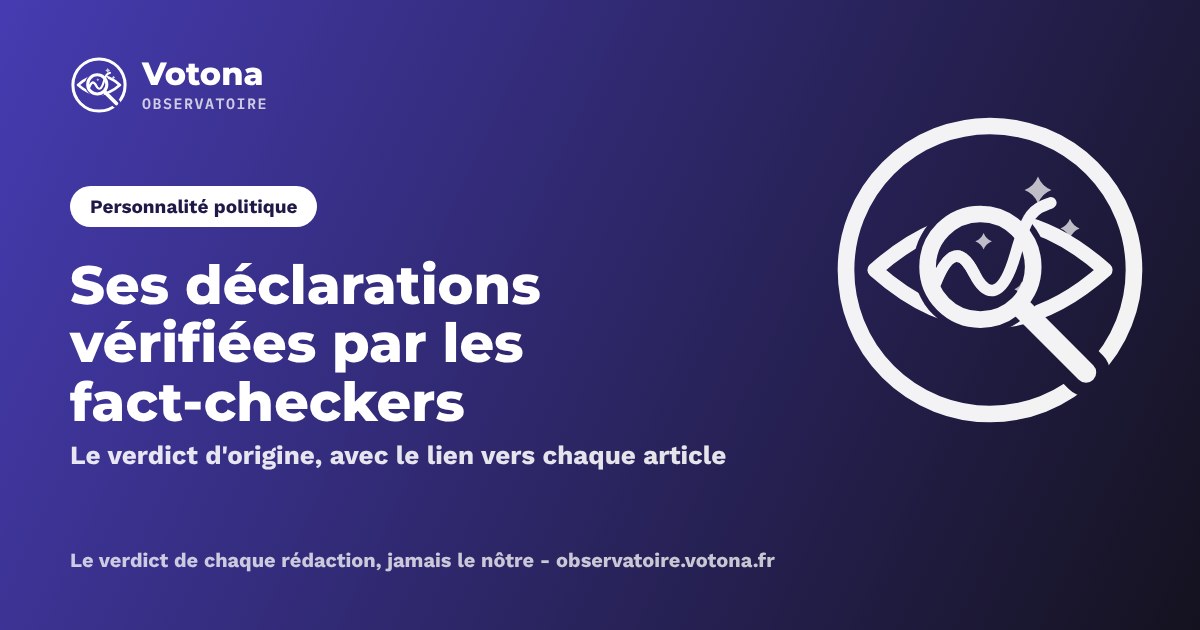 Votona
OBSERVATOIRE
Personnalité politique
Ses déclarations
vérifiées par les
fact-checkers
Le verdict d'origine, avec le lien vers chaque article
Le verdict de chaque rédaction, jamais le nôtre - observatoire.votona.fr